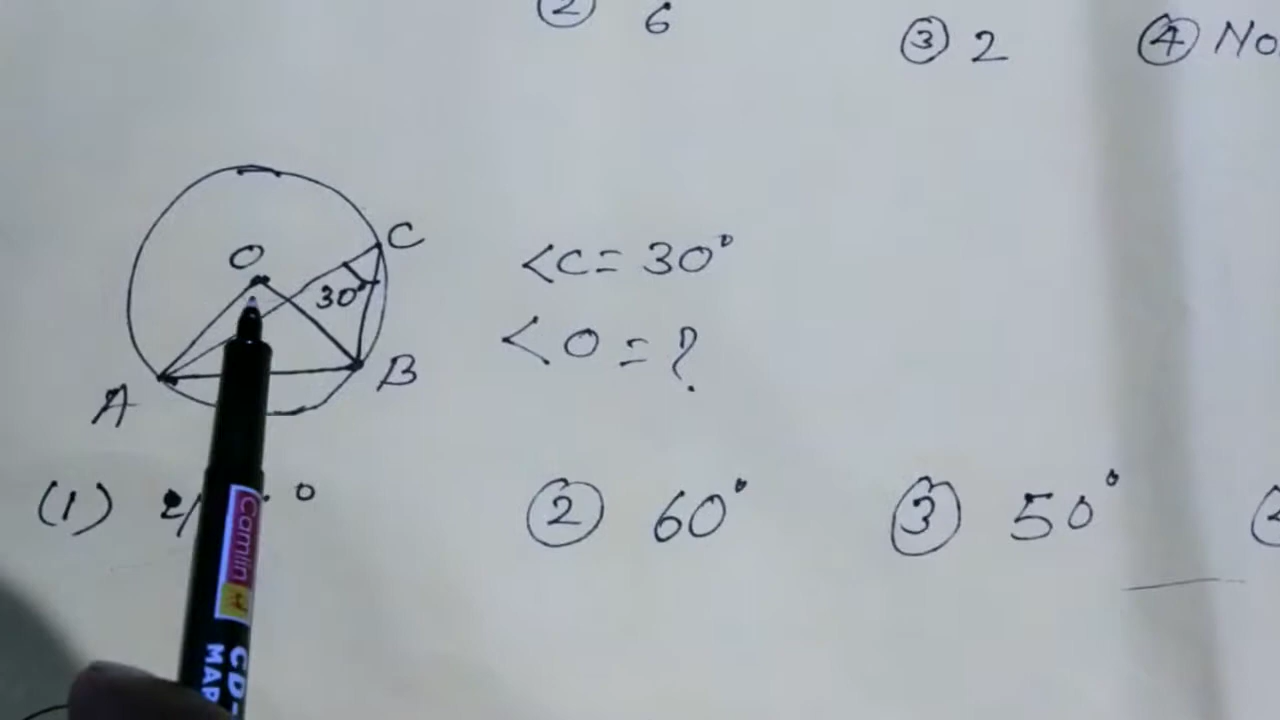 ② 6 ③ 2 ④ No
C
O
30°
<C = 30°
<O = ?
B
A
(1) ② 60° ③ 50°
Camlin